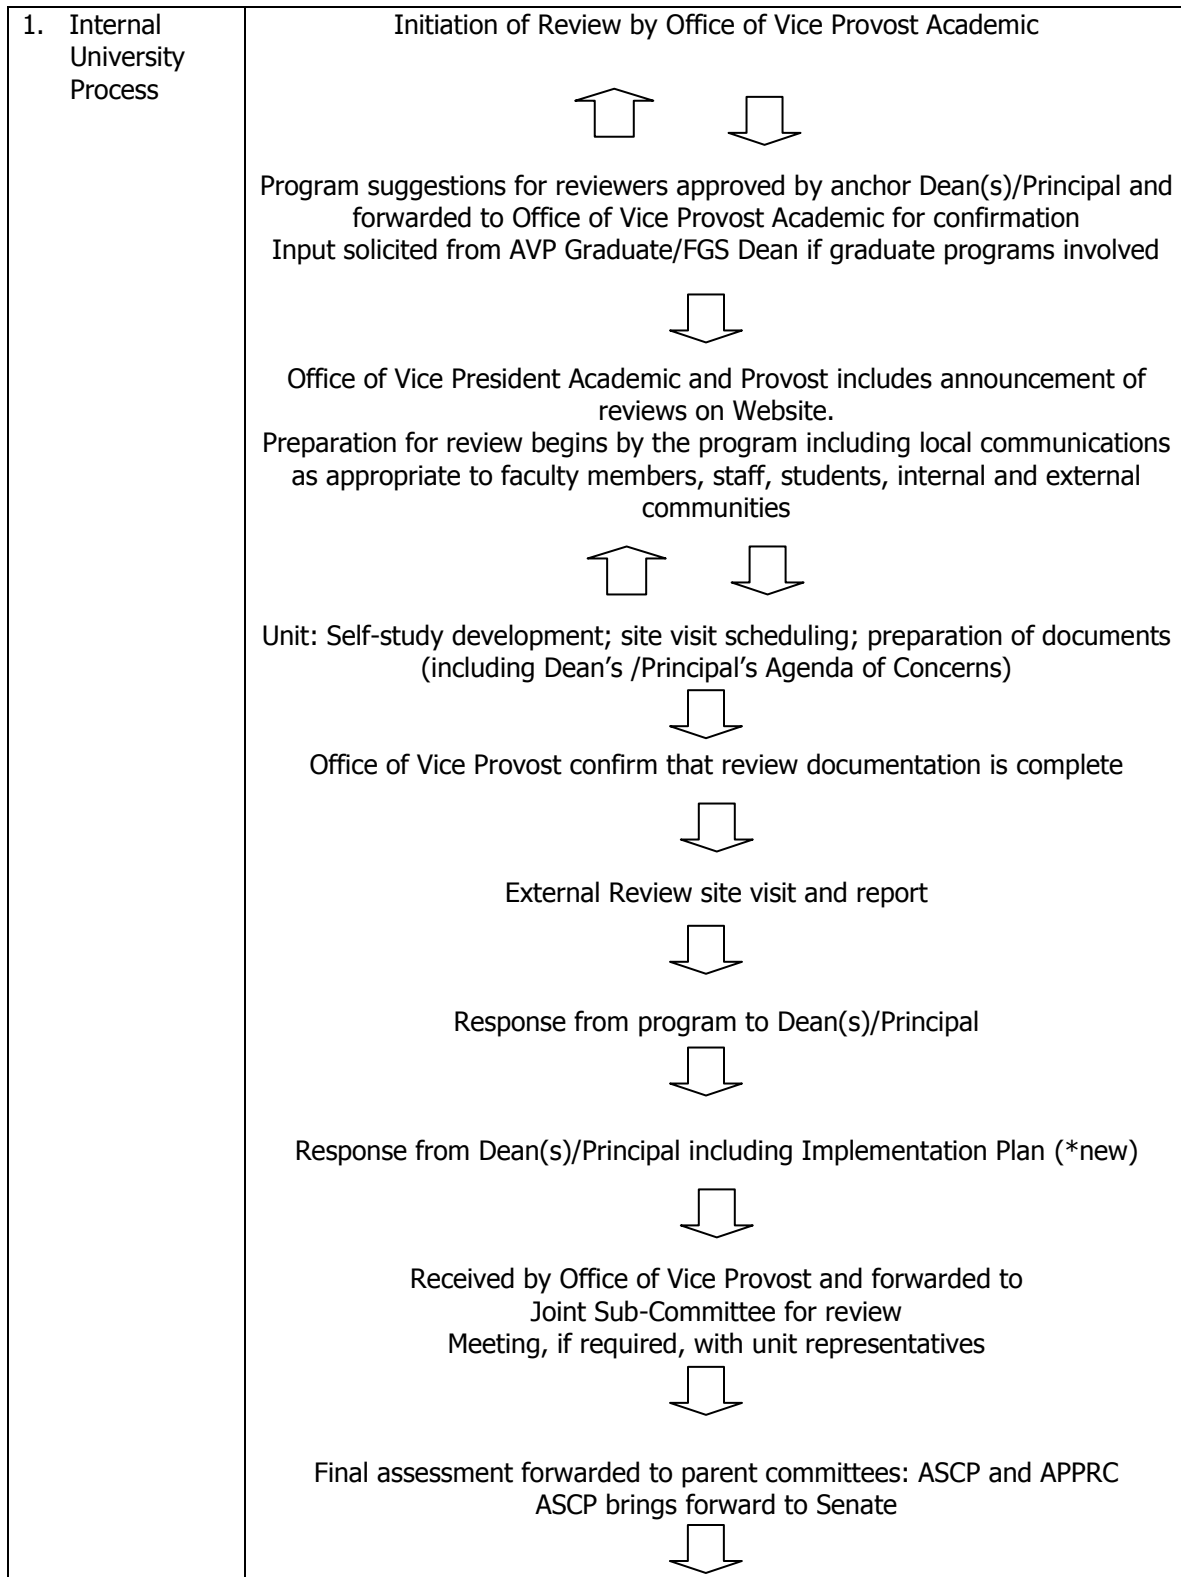 1. Internal
University
Process
Initiation of Review by Office of Vice Provost Academic
Program suggestions for reviewers approved by anchor Dean(s)/Principal and
forwarded to Office of Vice Provost Academic for confirmation
Input solicited from AVP Graduate/FGS Dean if graduate programs involved
Office of Vice President Academic and Provost includes announcement of
reviews on Website.
Preparation for review begins by the program including local communications
as appropriate to faculty members, staff, students, internal and external
communities
Unit: Self-study development; site visit scheduling; preparation of documents
(including Dean’s /Principal’s Agenda of Concerns)
Office of Vice Provost confirm that review documentation is complete
External Review site visit and report
Response from program to Dean(s)/Principal
Response from Dean(s)/Principal including Implementation Plan (*new)
Received by Office of Vice Provost and forwarded to
Joint Sub-Committee for review
Meeting, if required, with unit representatives
Final assessment forwarded to parent committees: ASCP and APPRC
ASCP brings forward to Senate